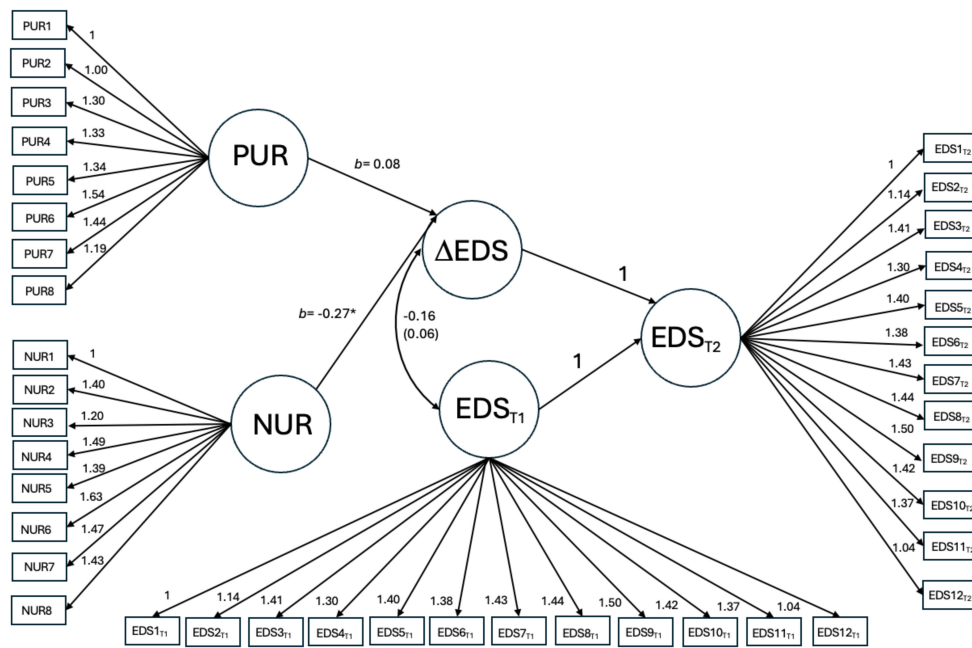 PUR1
PUR2
PUR3
PUR4
PUR5
PUR6
PUR7
PUR8
1
1.00
1.30
1.33
1.34
1.54
1.44
1.19
PUR
b= 0.08
NUR1
NUR2
NUR3
NUR4
NUR5
NUR6
NUR7
NUR8
1
1.40
1.20
1.49
1.39
1.63
1.47
1.43
NUR
b= -0.27*
ΔEDS
-0.16
(0.06)
1
1
EDST1
EDST2
1
1.14
1.41
1.30
1.40
1.38
1.43
1.44
1.50
1.42
1.37
1.04
EDS1T2
EDS2T2
EDS3T2
EDS4T2
EDS5T2
EDS6T2
EDS7T2
EDS8T2
EDS9T2
EDS10T2
EDS11T2
EDS12T2
1
1.14
1.41
1.30
1.40
1.38
1.43
1.44
1.50
1.42
1.37
1.04
EDS1T1
EDS2T1
EDS3T1
EDS4T1
EDS5T1
EDS6T1
EDS7T1
EDS8T1
EDS9T1
EDS10T1
EDS11T1
EDS12T1